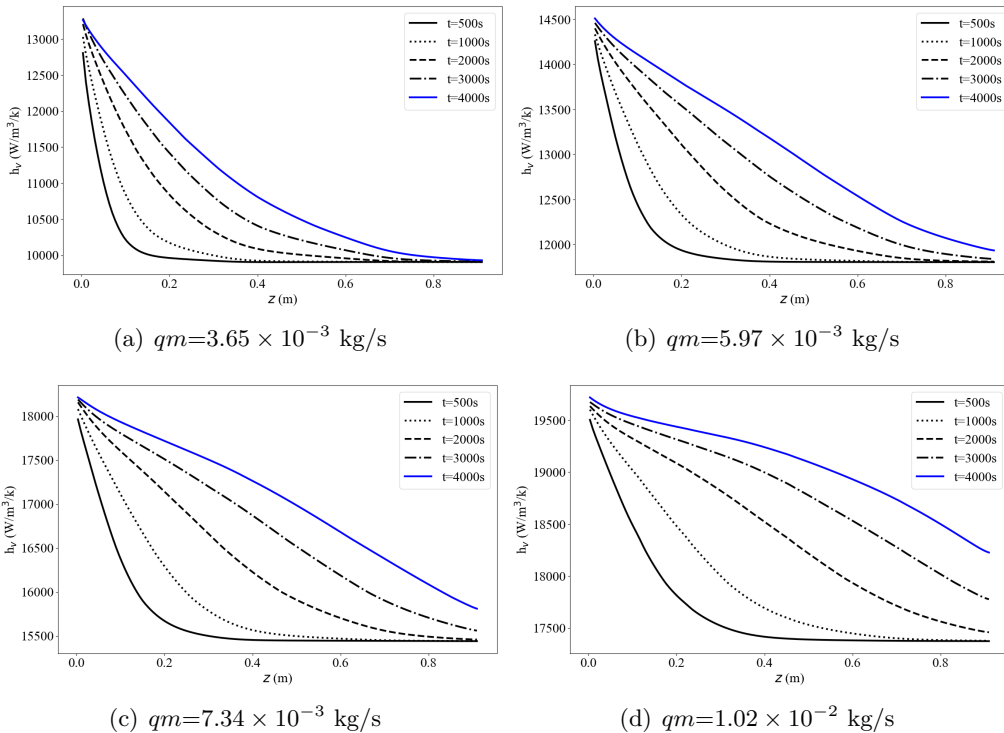 13000
12500
12000
11500
11000
10500
10000
h_v (W/m³/k)
t=500s
t=1000s
t=2000s
t=3000s
t=4000s
0.0 0.2 0.4 0.6 0.8
z (m)
(a) qm=3.65 × 10⁻³ kg/s
14500
14000
13500
13000
12500
12000
h_v (W/m³/k)
t=500s
t=1000s
t=2000s
t=3000s
t=4000s
0.0 0.2 0.4 0.6 0.8
z (m)
(b) qm=5.97 × 10⁻³ kg/s
18000
17500
17000
16500
16000
15500
h_v (W/m³/k)
t=500s
t=1000s
t=2000s
t=3000s
t=4000s
0.0 0.2 0.4 0.6 0.8
z (m)
(c) qm=7.34 × 10⁻³ kg/s
19500
19000
18500
18000
17500
h_v (W/m³/k)
t=500s
t=1000s
t=2000s
t=3000s
t=4000s
0.0 0.2 0.4 0.6 0.8
z (m)
(d) qm=1.02 × 10⁻² kg/s